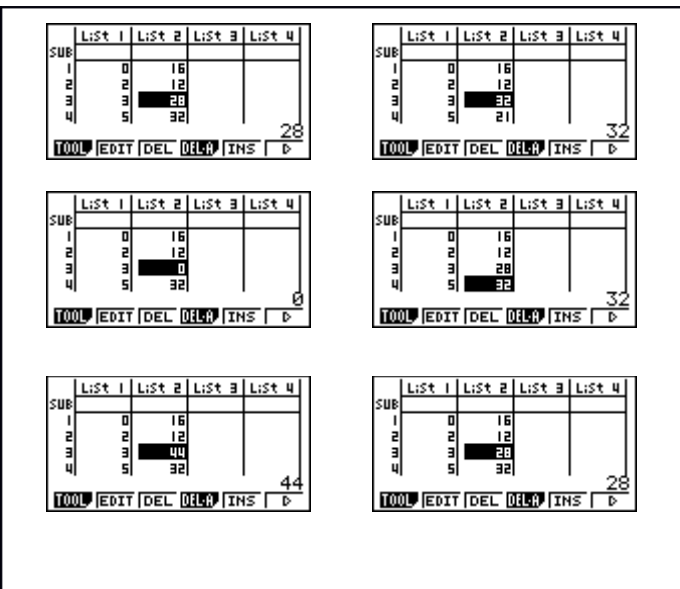 List 1 List 2 List 3 List 4
SUB
1 0 16
2 2 12
3 3 28
4 5 32
28
TOOL EDIT DEL DEL·A INS ▷
List 1 List 2 List 3 List 4
SUB
1 0 16
2 2 12
3 3 32
4 5 21
32
TOOL EDIT DEL DEL·A INS ▷
List 1 List 2 List 3 List 4
SUB
1 0 16
2 2 12
3 3 0
4 5 32
0
TOOL EDIT DEL DEL·A INS ▷
List 1 List 2 List 3 List 4
SUB
1 0 16
2 2 12
3 3 28
4 5 32
32
TOOL EDIT DEL DEL·A INS ▷
List 1 List 2 List 3 List 4
SUB
1 0 16
2 2 12
3 3 44
4 5 32
44
TOOL EDIT DEL DEL·A INS ▷
List 1 List 2 List 3 List 4
SUB
1 0 16
2 2 12
3 3 28
4 5 32
28
TOOL EDIT DEL DEL·A INS ▷